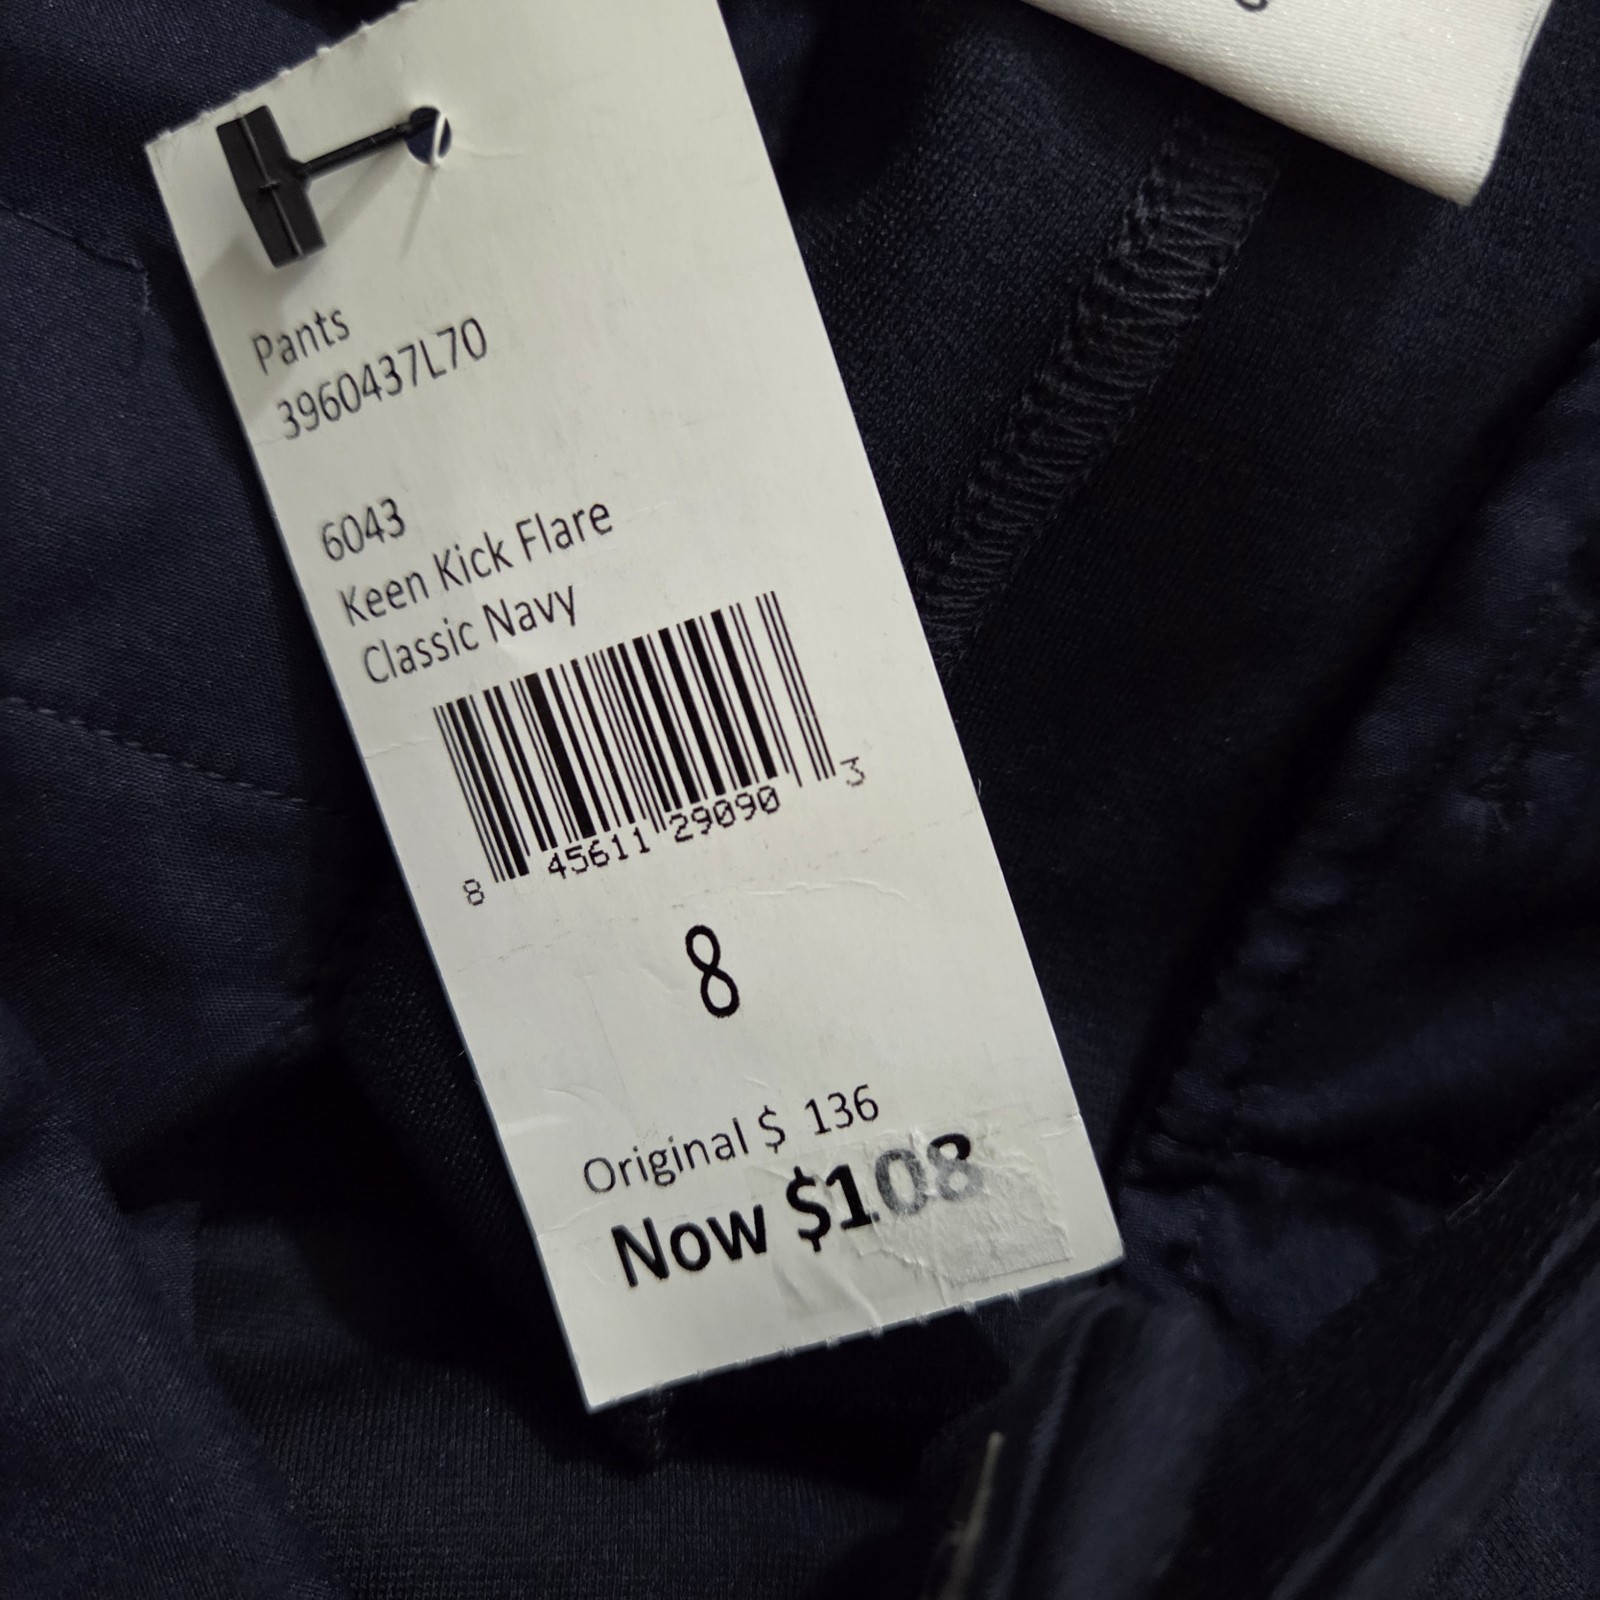 Pants
3960437L70
6043
Keen Kick Flare
Classic Navy
8 45611 29090 3
8
Original $ 136
Now $108